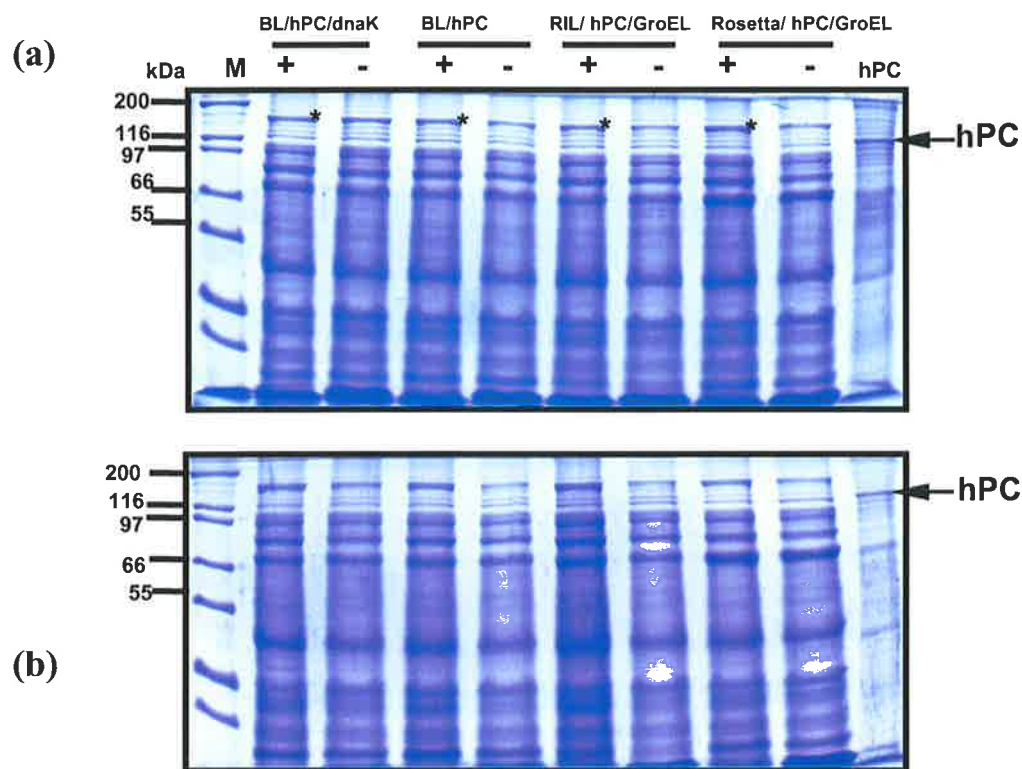 BL/hPC/dnaK BL/hPC RIL/ hPC/GroEL Rosetta/ hPC/GroEL
(a)
kDa M + - + - + - + - hPC
200
116
97
66
55
* * * *
hPC
200
116
97
66
55
hPC
(b)